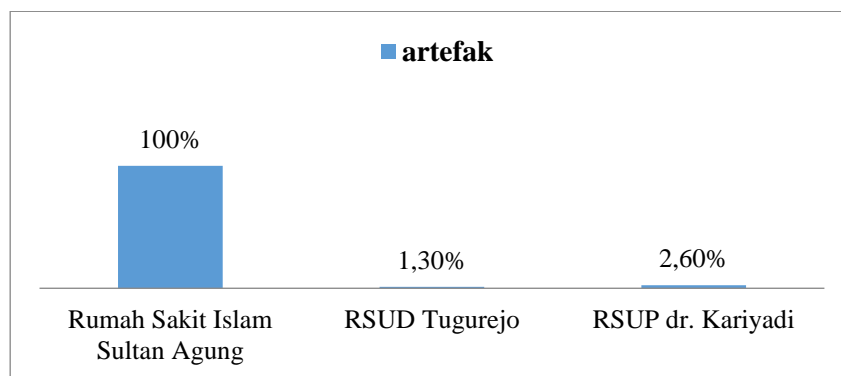 artefak
100%
1,30%
2,60%
Rumah Sakit Islam
Sultan Agung
RSUD Tugurejo
RSUP dr. Kariyadi